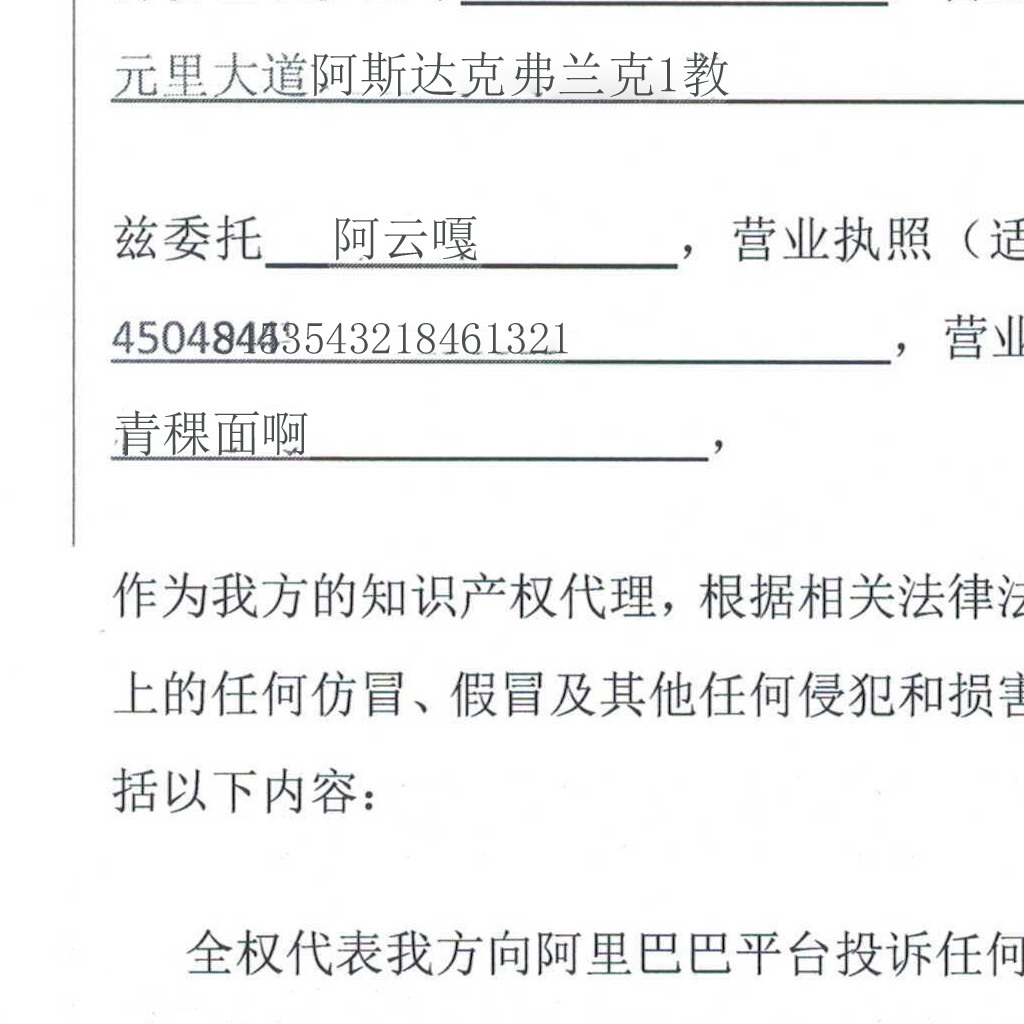 元里大道阿斯达克弗兰克1教
兹委托 阿云嘎 ，营业执照（适
453543218461321 ，营业
青稞面啊 ，
作为我方的知识产权代理，根据相关法律法
上的任何仿冒、假冒及其他任何侵犯和损害
括以下内容：
全权代表我方向阿里巴巴平台投诉任何